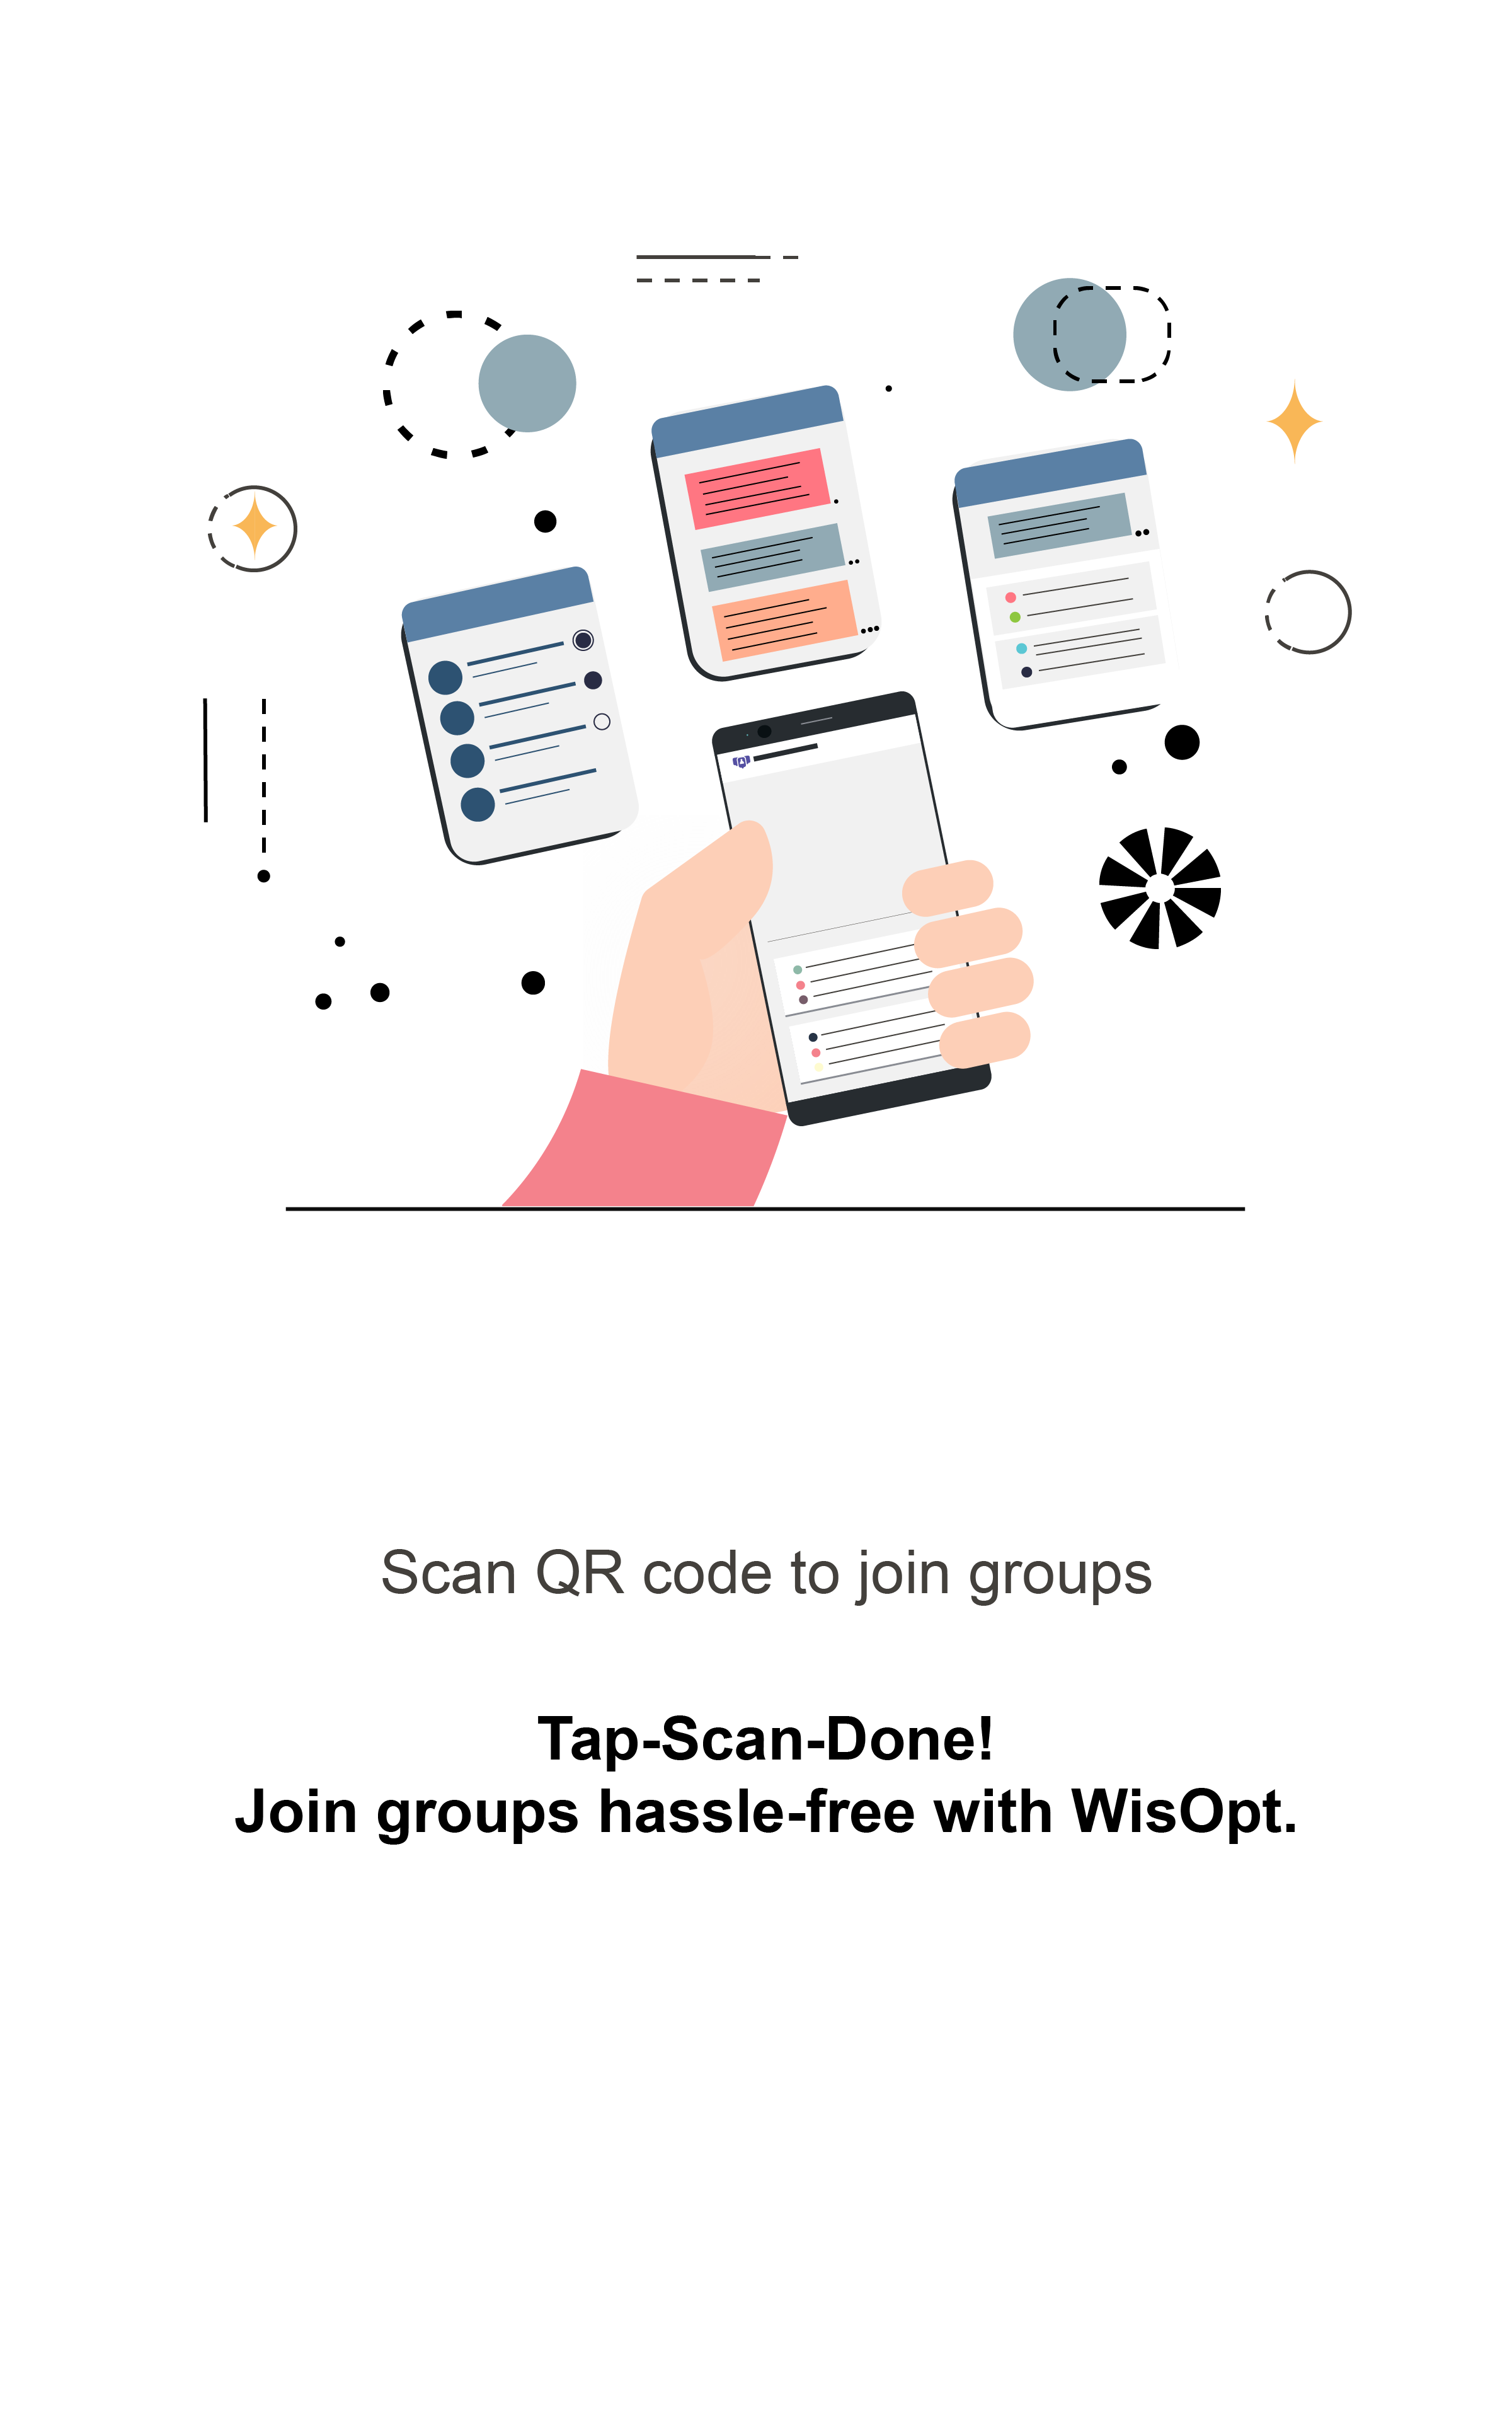 Scan QR code to join groups
Tap-Scan-Done!
Join groups hassle-free with WisOpt.